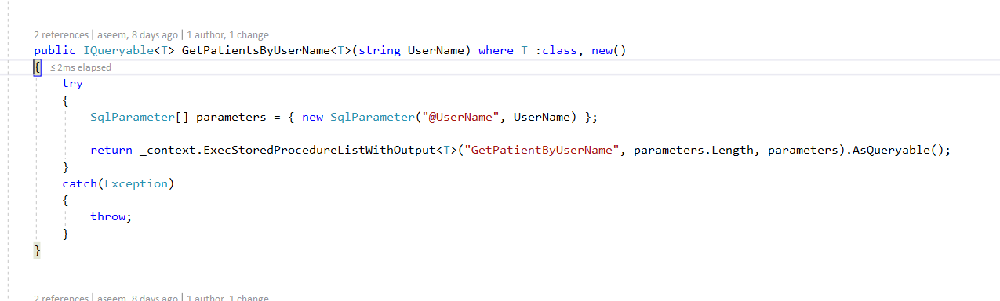 2 references | aseem, 8 days ago | 1 author, 1 change
public IQueryable<T> GetPatientsByUserName<T>(string UserName) where T :class, new()
{ ≤ 2ms elapsed
try
{
SqlParameter[] parameters = { new SqlParameter("@UserName", UserName) };
return _context.ExecStoredProcedureListWithOutput<T>("GetPatientByUserName", parameters.Length, parameters).AsQueryable();
}
catch(Exception)
{
throw;
}
}
2 references | aseem, 8 days ago | 1 author, 1 change